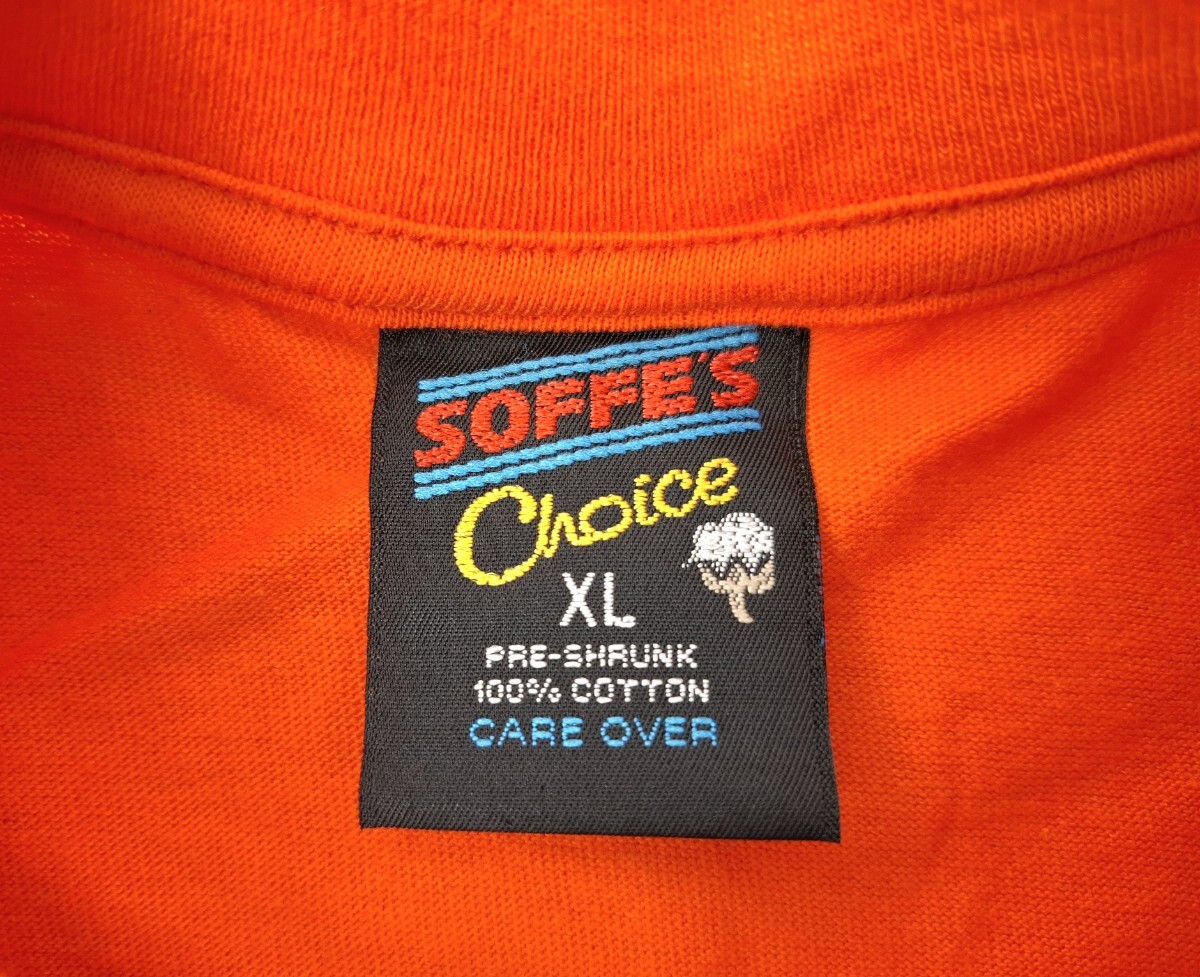 SOFFE'S
Choice
XL
PRE-SHRUNK
100% COTTON
CARE OVER